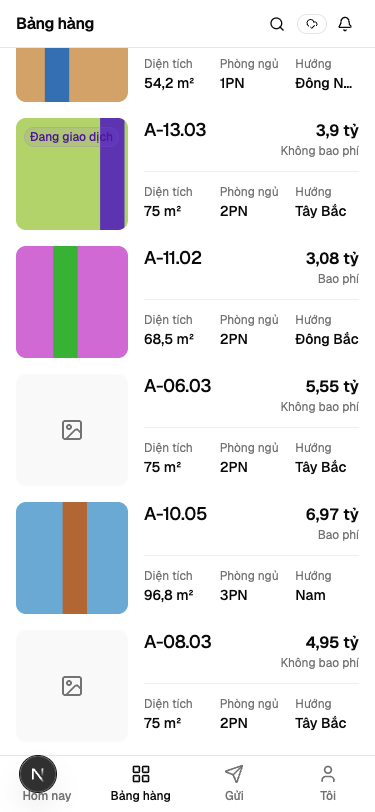 Bảng hàng
Diện tích Phòng ngủ Hướng
54,2 m² 1PN Đông N...
Đang giao dịch
A-13.03 3,9 tỷ
Không bao phí
Diện tích Phòng ngủ Hướng
75 m² 2PN Tây Bắc
A-11.02 3,08 tỷ
Bao phí
Diện tích Phòng ngủ Hướng
68,5 m² 2PN Đông Bắc
A-06.03 5,55 tỷ
Không bao phí
Diện tích Phòng ngủ Hướng
75 m² 2PN Tây Bắc
A-10.05 6,97 tỷ
Bao phí
Diện tích Phòng ngủ Hướng
96,8 m² 3PN Nam
A-08.03 4,95 tỷ
Không bao phí
Diện tích Phòng ngủ Hướng
75 m² 2PN Tây Bắc
N
Hôm nay Bảng hàng Gửi Tôi